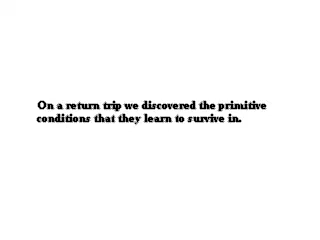 On a return trip we discovered the primitive
conditions that they learn to survive in.